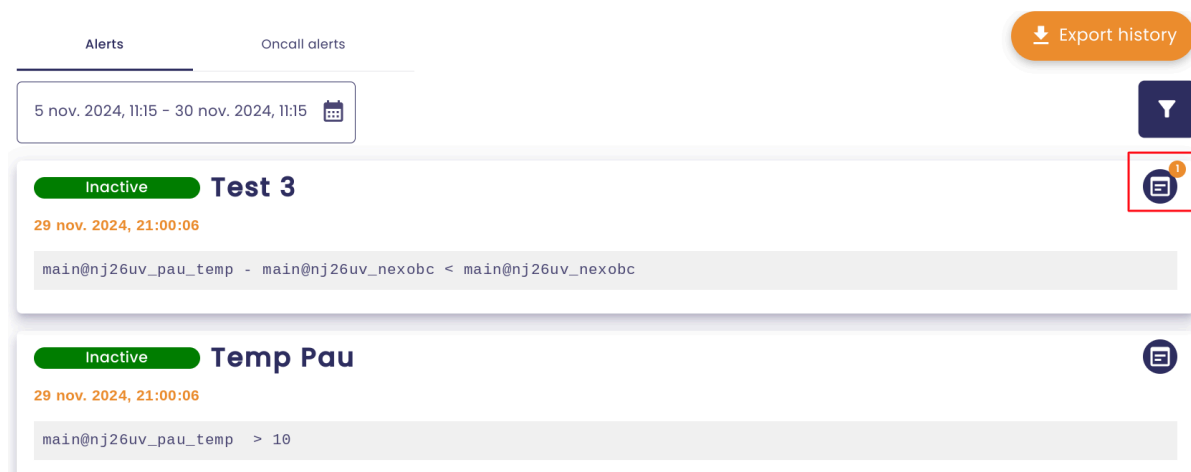 Alerts
Oncall alerts
Export history
5 nov. 2024, 11:15 - 30 nov. 2024, 11:15
1
Inactive
Test 3
29 nov. 2024, 21:00:06
main@nj26uv_pau_temp - main@nj26uv_nexobc < main@nj26uv_nexobc
Inactive
Temp Pau
29 nov. 2024, 21:00:06
main@nj26uv_pau_temp  > 10